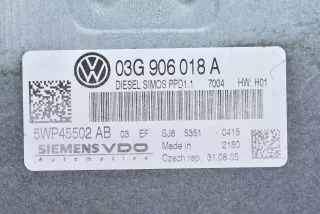 03G 906 018 A
DIESEL SIMOS PPD1.1 7004 HW: H01
5WP45502 AB 03 EF SJ6 5351 0415
SIEMENS VDO Made in 2180
Automotive Czech rep. 31.08.05